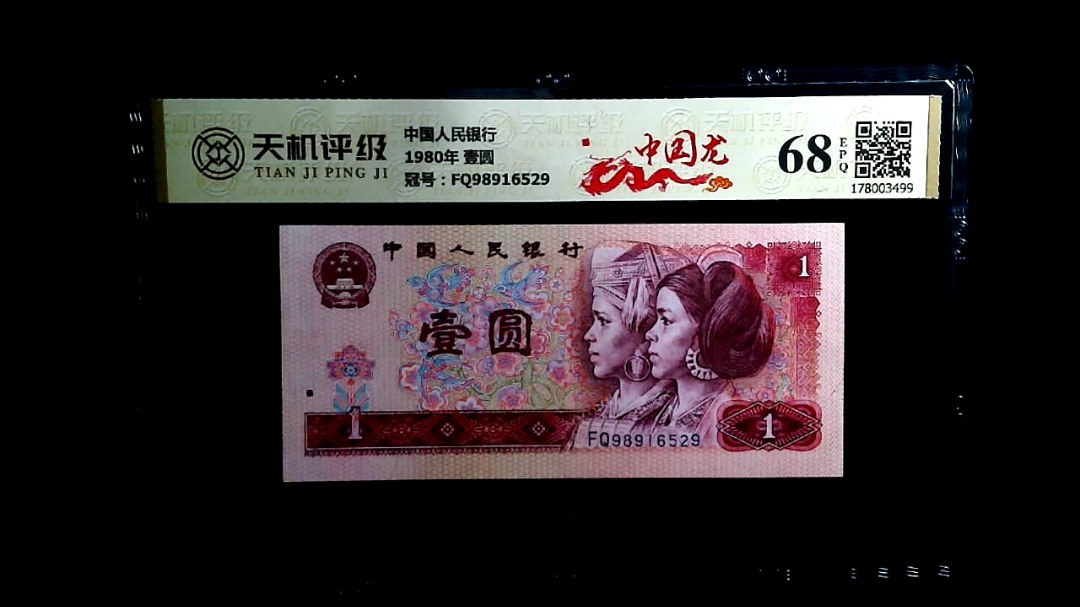 天机评级
TIAN JI PING JI
中国人民银行
1980年 壹圆
冠号：FQ98916529
中国龙
68
EPQ
178003499
中国人民银行
1
壹圆
1
FQ98916529
1